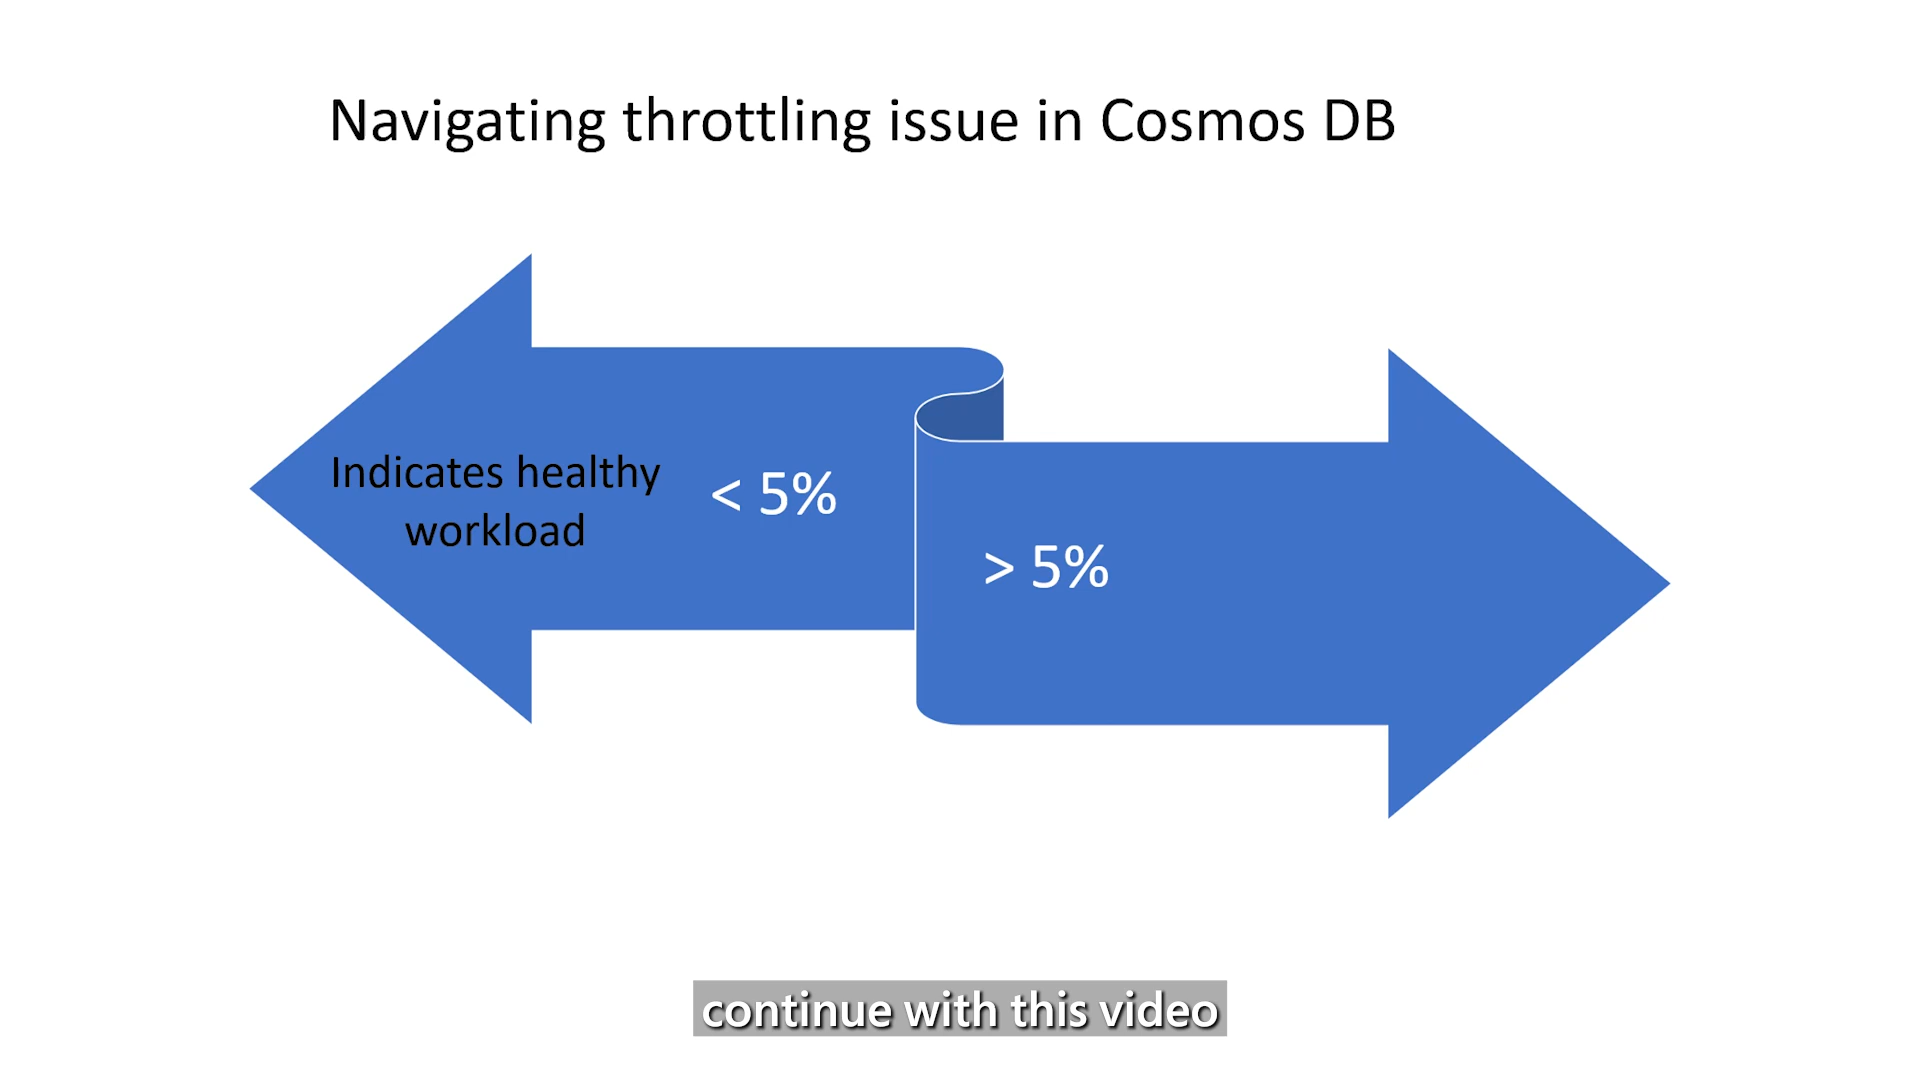 Navigating throttling issue in Cosmos DB
Indicates healthy
workload
< 5%
> 5%
continue with this video